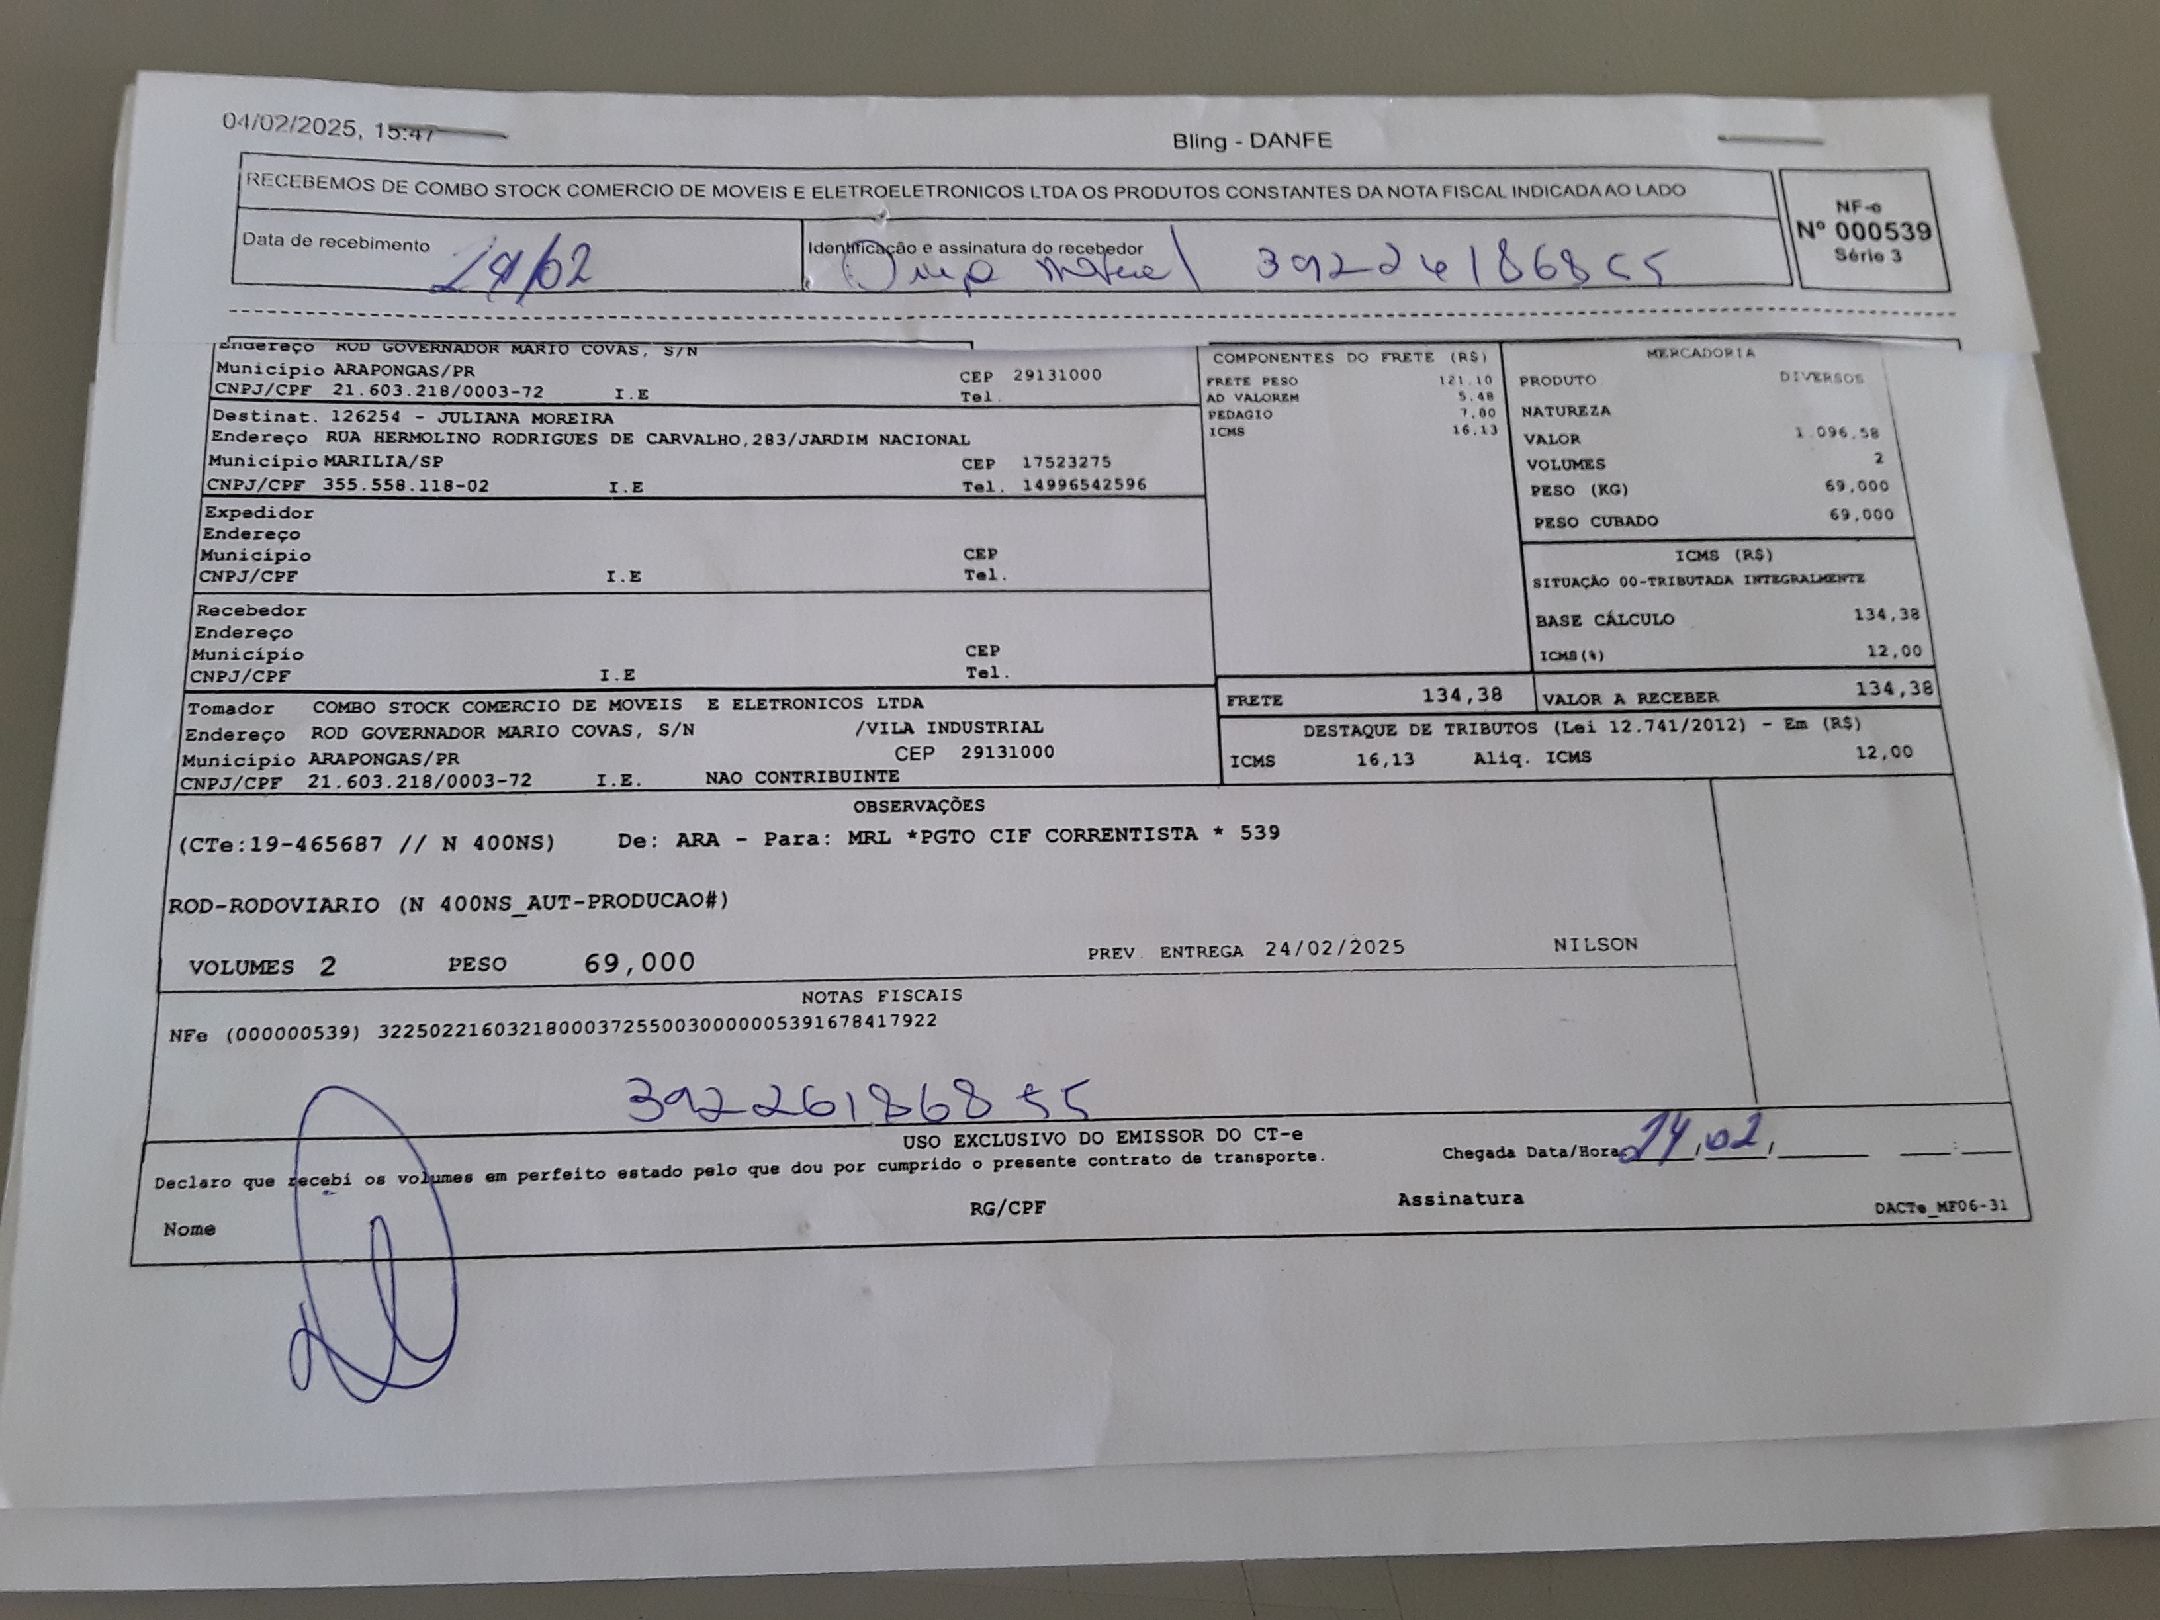 04/02/2025, 15:47
Bling - DANFE
RECEBEMOS DE COMBO STOCK COMERCIO DE MOVEIS E ELETROELETRONICOS LTDA OS PRODUTOS CONSTANTES DA NOTA FISCAL INDICADA AO LADO
NF-e
Nº 000539
Série 3
Data de recebimento
24/02
Identificação e assinatura do recebedor
Endereço ROD GOVERNADOR MARIO COVAS, S/N
Município ARAPONGAS/PR CEP 29131000
CNPJ/CPF 21.603.218/0003-72 I.E Tel.
Destinat. 126254 - JULIANA MOREIRA
Endereço RUA HERMOLINO RODRIGUES DE CARVALHO,283/JARDIM NACIONAL
Município MARILIA/SP CEP 17523275
CNPJ/CPF 355.558.118-02 I.E Tel. 14996542596
Expedidor
Endereço
Município CEP
CNPJ/CPF I.E Tel.
Recebedor
Endereço
Município CEP
CNPJ/CPF I.E Tel.
Tomador COMBO STOCK COMERCIO DE MOVEIS E ELETRONICOS LTDA
Endereço ROD GOVERNADOR MARIO COVAS, S/N /VILA INDUSTRIAL
Município ARAPONGAS/PR CEP 29131000
CNPJ/CPF 21.603.218/0003-72 I.E. NAO CONTRIBUINTE
COMPONENTES DO FRETE (R$)
FRETE PESO 121,10
AD VALOREM 5,48
PEDAGIO 7,80
ICMS 16,13
MERCADORIA
PRODUTO DIVERSOS
NATUREZA
VALOR 1.096,58
VOLUMES 2
PESO (KG) 69,000
PESO CUBADO 69,000
ICMS (R$)
SITUAÇÃO 00-TRIBUTADA INTEGRALMENTE
BASE CÁLCULO 134,38
ICMS(%) 12,00
FRETE 134,38 VALOR A RECEBER 134,38
DESTAQUE DE TRIBUTOS (Lei 12.741/2012) - Em (R$)
ICMS 16,13 Aliq. ICMS 12,00
OBSERVAÇÕES
(CTe:19-465687 // N 400NS) De: ARA - Para: MRL *PGTO CIF CORRENTISTA * 539
ROD-RODOVIARIO (N 400NS_AUT-PRODUCAO#)
VOLUMES 2 PESO 69,000 PREV. ENTREGA 24/02/2025 NILSON
NOTAS FISCAIS
NFe (000000539) 32250221603218000372550030000005391678417922
39226186855
USO EXCLUSIVO DO EMISSOR DO CT-e
Declaro que recebi os volumes em perfeito estado pelo que dou por cumprido o presente contrato de transporte.
Chegada Data/Hora 24,02,
Nome RG/CPF Assinatura
DACTe_MF06-31